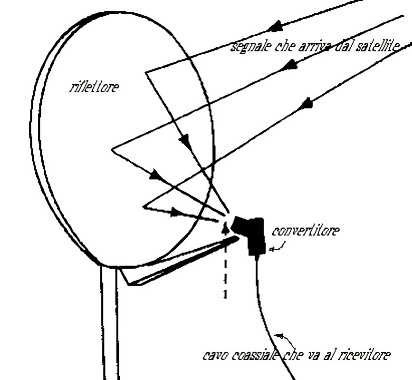 segnale che arriva dal satellite
riflettore
convertitore
cavo coassiale che va al ricevitore